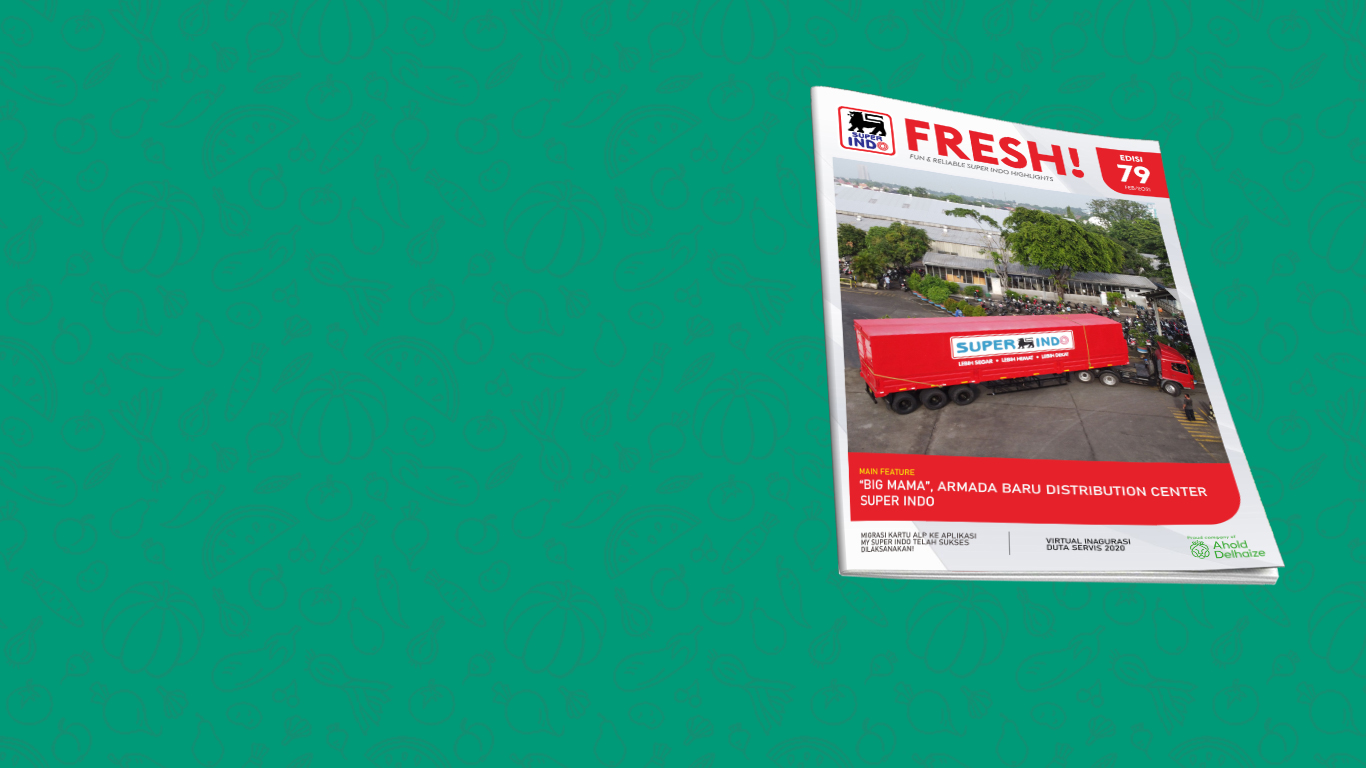 SUPER
INDO
FRESH!
FUN & RELIABLE SUPER INDO HIGHLIGHTS
EDISI
79
FEB/2021
SUPER INDO
LEBIH SEGAR • LEBIH HEMAT • LEBIH DEKAT
MAIN FEATURE
“BIG MAMA”, ARMADA BARU DISTRIBUTION CENTER
SUPER INDO
MIGRASI KARTU ALP KE APLIKASI
MY SUPER INDO TELAH SUKSES
DILAKSANAKAN!
VIRTUAL INAGURASI
DUTA SERVIS 2020
Proud company of
Ahold
Delhaize